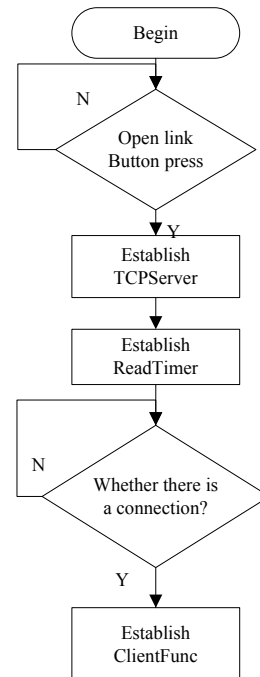 Begin
N
Open link
Button press
Y
Establish
TCPServer
Establish
ReadTimer
Whether there is
a connection?
N
Y
Establish
ClientFunc